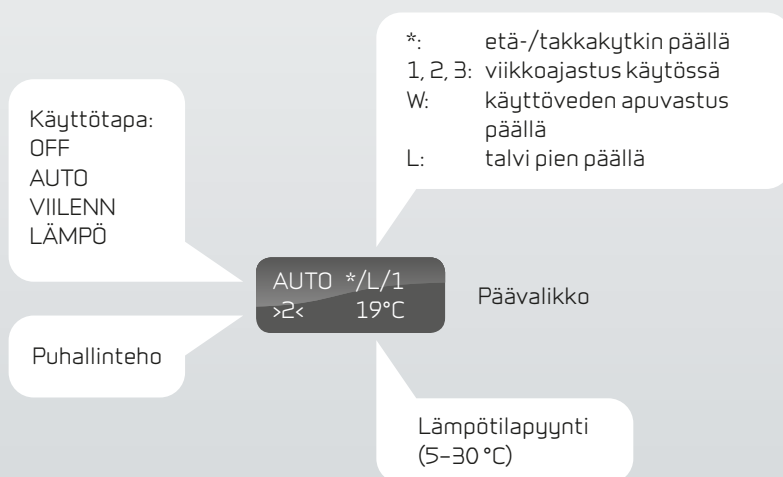 *: etä-/takkakytkin päällä
1, 2, 3: viikkoajastus käytössä
W: käyttöveden apuvastus
päällä
L: talvi pien päällä
Käyttötapa:
OFF
AUTO
VIILENN
LÄMPÖ
AUTO */L/1
>2< 19°C
Päävalikko
Puhallinteho
Lämpötilapyynti
(5–30 °C)